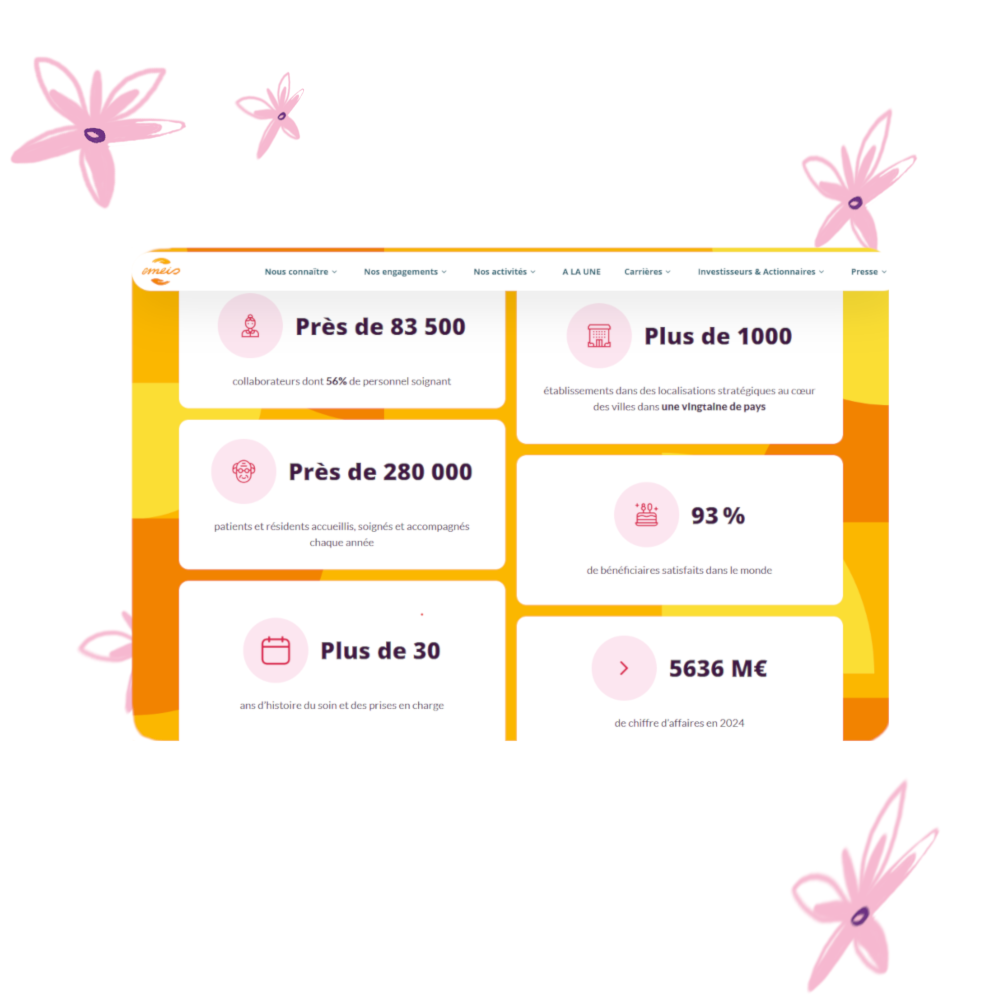 emeis
Nous connaître
Nos engagements
Nos activités
A LA UNE
Carrières
Investisseurs & Actionnaires
Presse
Près de 83 500
collaborateurs dont 56% de personnel soignant
Près de 280 000
patients et résidents accueillis, soignés et accompagnés
chaque année
Plus de 30
ans d'histoire du soin et des prises en charge
Plus de 1000
établissements dans des localisations stratégiques au cœur
des villes dans une vingtaine de pays
80
93 %
de bénéficiaires satisfaits dans le monde
5636 M€
de chiffre d'affaires en 2024